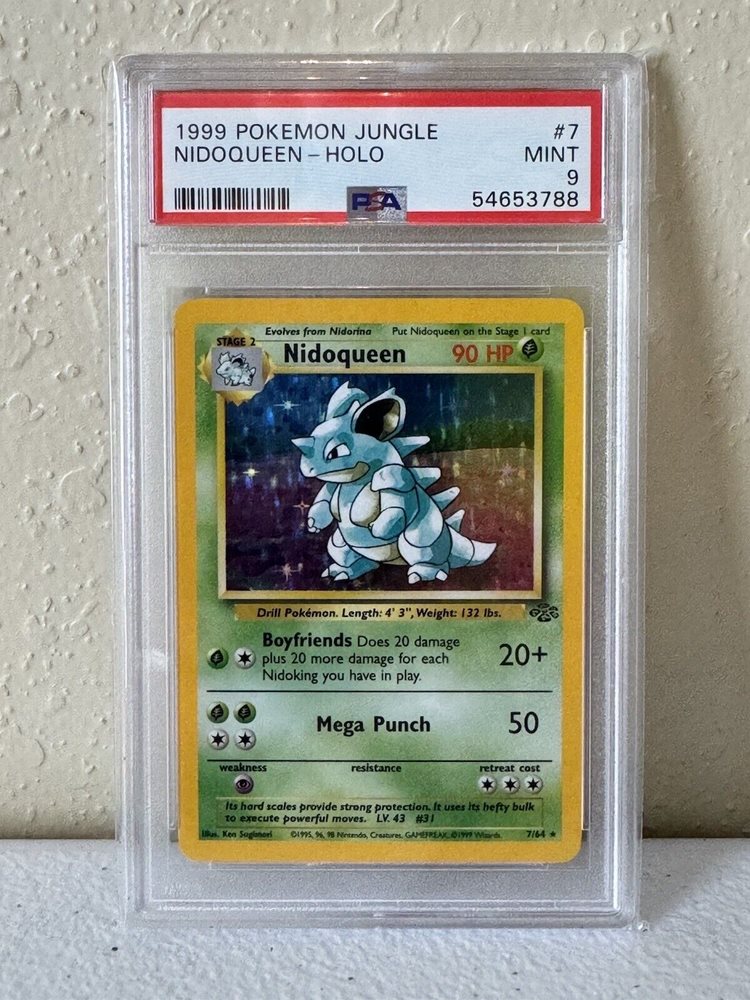 1999 POKEMON JUNGLE #7
NIDOQUEEN – HOLO MINT
9
PSA 54653788
Evolves from Nidorina Put Nidoqueen on the Stage 1 card
STAGE 2
Nidoqueen 90 HP
Drill Pokémon. Length: 4' 3", Weight: 132 lbs.
Boyfriends Does 20 damage
plus 20 more damage for each
Nidoking you have in play.
20+
Mega Punch 50
weakness resistance retreat cost
Its hard scales provide strong protection. It uses its hefty bulk
to execute powerful moves. LV. 43 #31
Illus. Ken Sugimori ©1995, 96, 98 Nintendo, Creatures, GAMEFREAK. ©1999 Wizards. 7/64 ★